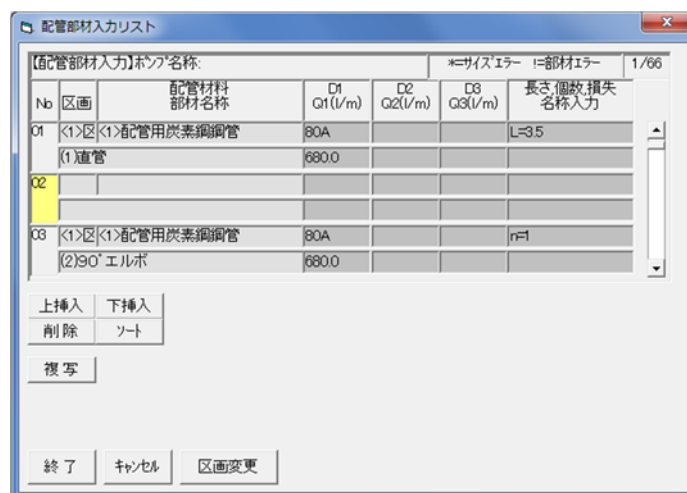 配管部材入力リスト
【配管部材入力】ポンプ名称: *=サイズエラー !=部材エラー 1/66
No 区画 配管材料 部材名称 D1 Q1(l/m) D2 Q2(l/m) D3 Q3(l/m) 長さ,個数,損失 名称入力
01 <1>区 <1>配管用炭素鋼鋼管 80A L=3.5
(1)直管 680.0
02
03 <1>区 <1>配管用炭素鋼鋼管 80A n=1
(2)90°エルボ 680.0
上挿入 下挿入
削除 ソート
複写
終了 キャンセル 区画変更